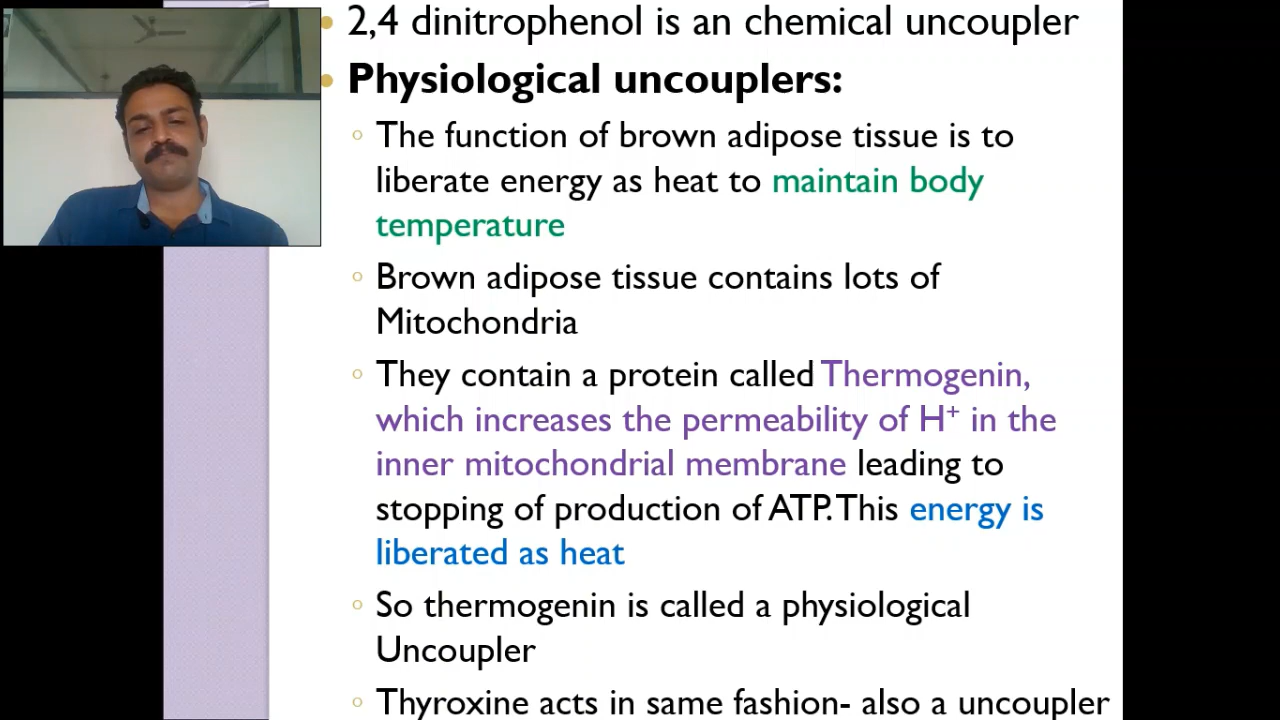 2,4 dinitrophenol is an chemical uncoupler
Physiological uncouplers:
The function of brown adipose tissue is to
liberate energy as heat to maintain body
temperature
Brown adipose tissue contains lots of
Mitochondria
They contain a protein called Thermogenin,
which increases the permeability of H⁺ in the
inner mitochondrial membrane leading to
stopping of production of ATP. This energy is
liberated as heat
So thermogenin is called a physiological
Uncoupler
Thyroxine acts in same fashion- also a uncoupler